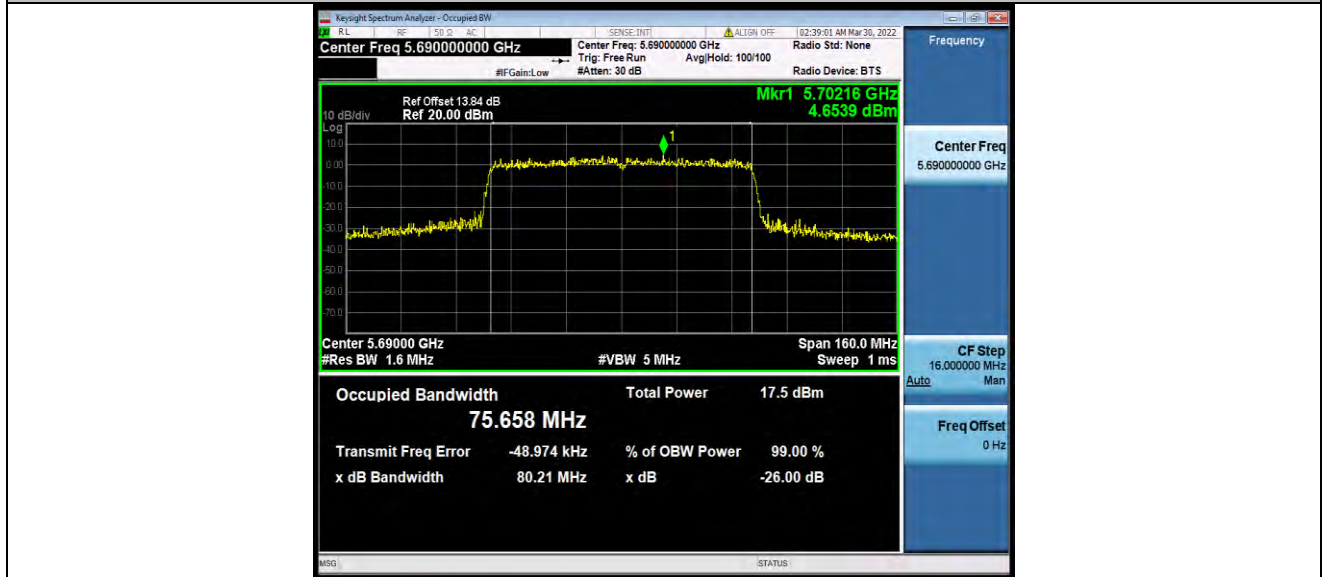 Keysight Spectrum Analyzer - Occupied BW
RL RF 50 Ω AC SENSE:INT ALIGN OFF 02:39:01 AM Mar 30, 2022
Center Freq 5.690000000 GHz
Center Freq: 5.690000000 GHz
Radio Std: None
Trig: Free Run Avg|Hold: 100/100
#IFGain:Low #Atten: 30 dB Radio Device: BTS
Frequency
Mkr1 5.70216 GHz
4.6539 dBm
Ref Offset 13.84 dB
10 dB/div Ref 20.00 dBm
Log
10.0
0.00
-10.0
-20.0
-30.0
-40.0
-50.0
-60.0
-70.0
1
Center 5.69000 GHz Span 160.0 MHz
#Res BW 1.6 MHz #VBW 5 MHz Sweep 1 ms
Occupied Bandwidth Total Power 17.5 dBm
75.658 MHz
Transmit Freq Error -48.974 kHz % of OBW Power 99.00 %
x dB Bandwidth 80.21 MHz x dB -26.00 dB
Center Freq
5.690000000 GHz
CF Step
16.000000 MHz
Auto Man
Freq Offset
0 Hz
MSG STATUS